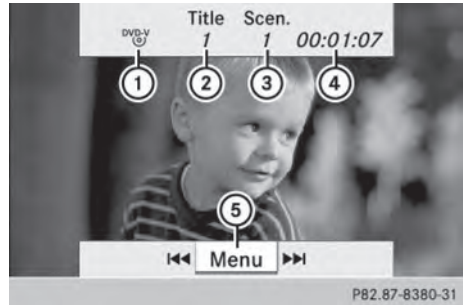 Title Scen.
DVD-V 1 1 00:01:07
1 2 3 4
5
Menu
P82.87-8380-31